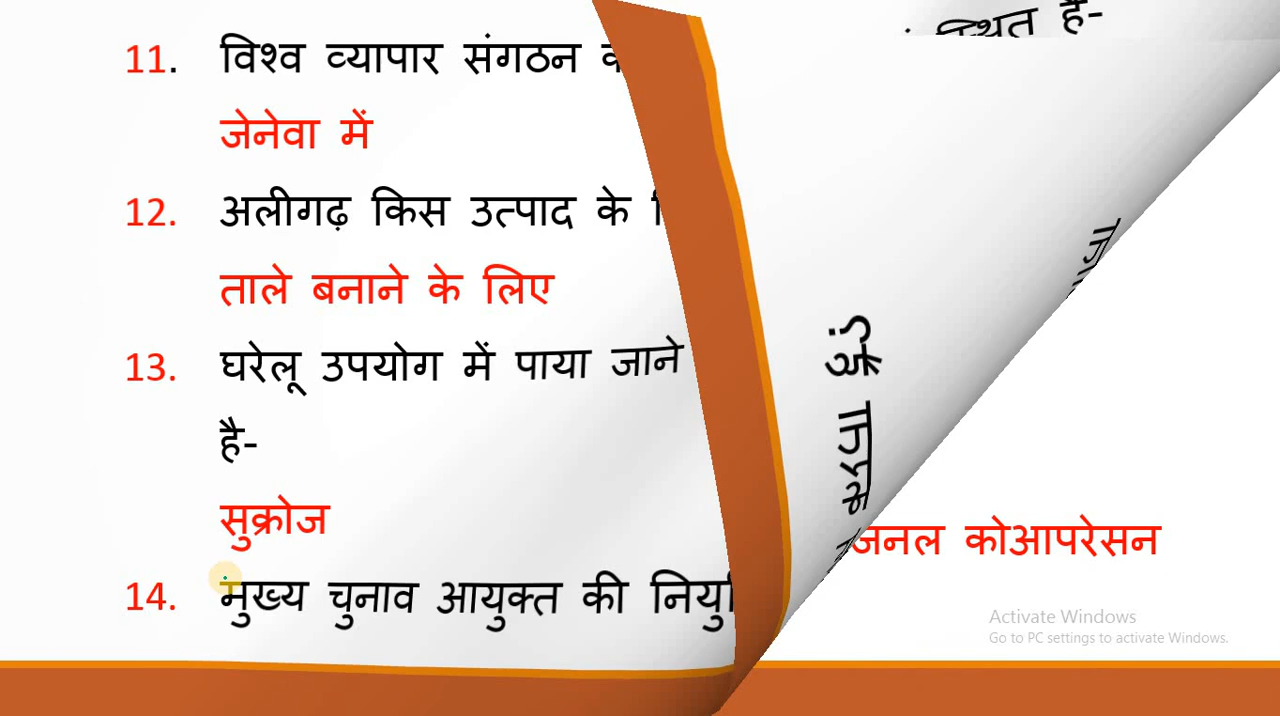 11. विश्व व्यापार संगठन
जेनेवा में
12. अलीगढ़ किस उत्पाद के
ताले बनाने के लिए
13. घरेलू उपयोग में पाया जाने
है-
सुक्रोज
14. मुख्य चुनाव आयुक्त की
स्थित है-
जनल कोआपरेसन
Activate Windows
Go to PC settings to activate Windows.